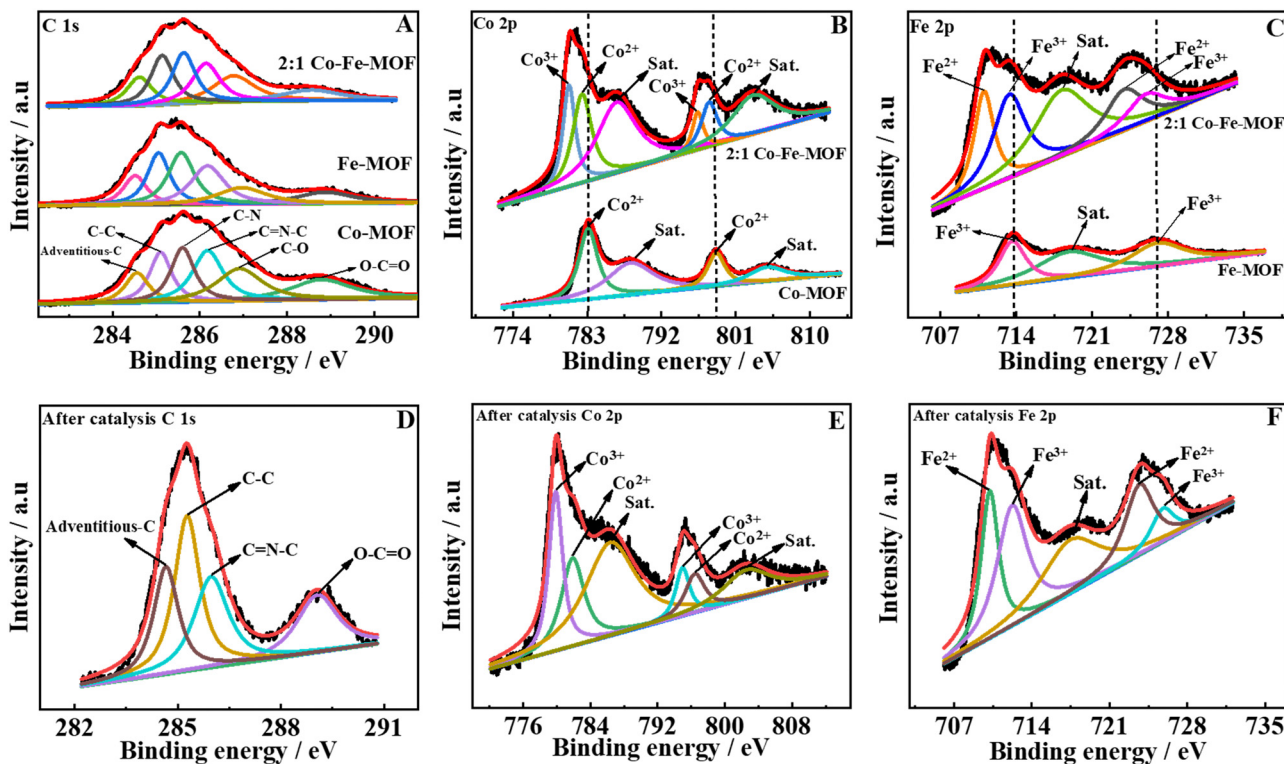 C 1s
A
2:1 Co-Fe-MOF
Fe-MOF
Co-MOF
C-C
C-N
C=N-C
C-O
Adventitious-C
O-C=O
284 286 288 290
Binding energy / eV
Intensity / a.u
Co 2p
B
Co³⁺
Co²⁺
Sat.
Co³⁺
Co²⁺
Sat.
2:1 Co-Fe-MOF
Co²⁺
Sat.
Co²⁺
Sat.
Co-MOF
774 783 792 801 810
Binding energy / eV
Intensity / a.u
Fe 2p
C
Fe²⁺
Fe³⁺
Sat.
Fe²⁺
Fe³⁺
2:1 Co-Fe-MOF
Fe³⁺
Sat.
Fe³⁺
Fe-MOF
707 714 721 728 735
Binding energy / eV
Intensity / a.u
After catalysis C 1s
D
C-C
Adventitious-C
C=N-C
O-C=O
282 285 288 291
Binding energy / eV
Intensity / a.u
After catalysis Co 2p
E
Co³⁺
Co²⁺
Sat.
Co³⁺
Co²⁺
Sat.
776 784 792 800 808
Binding energy / eV
Intensity / a.u
After catalysis Fe 2p
F
Fe²⁺
Fe³⁺
Sat.
Fe²⁺
Fe³⁺
707 714 721 728 735
Binding energy / eV
Intensity / a.u